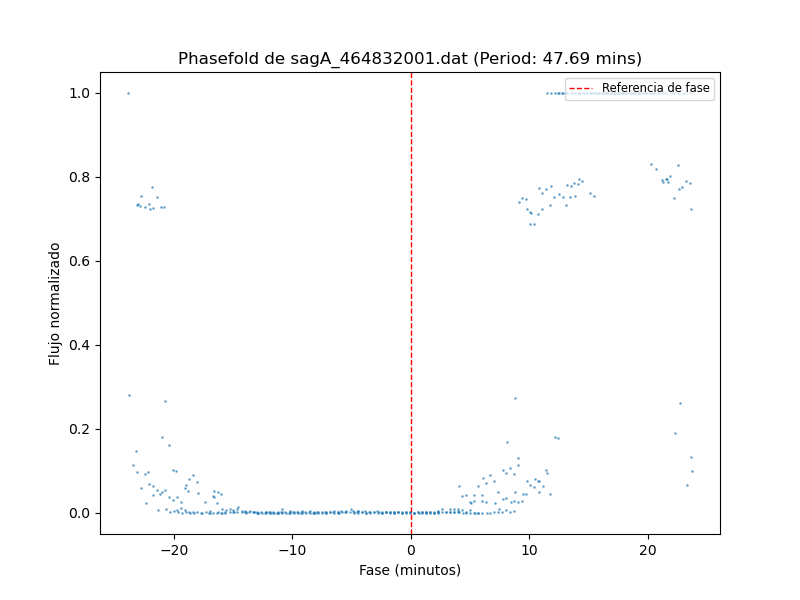 Phasefold de sagA_464832001.dat (Period: 47.69 mins)
Referencia de fase
Flujo normalizado
1.0
0.8
0.6
0.4
0.2
0.0
−20
−10
0
10
20
Fase (minutos)